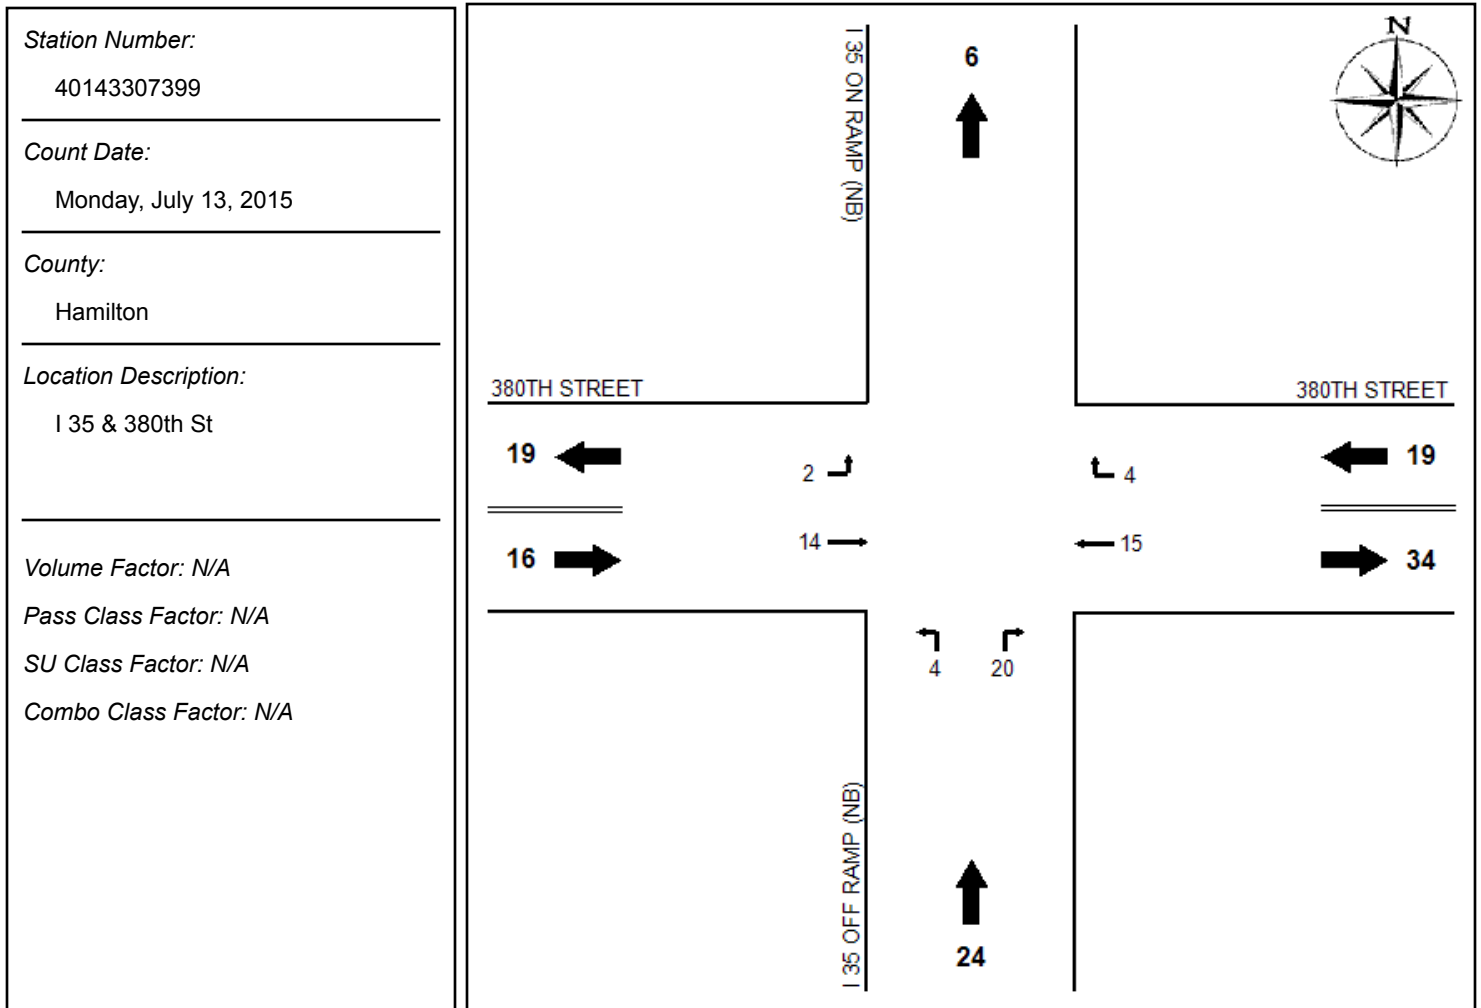 Station Number:
40143307399
Count Date:
Monday, July 13, 2015
County:
Hamilton
Location Description:
I 35 & 380th St
Volume Factor: N/A
Pass Class Factor: N/A
SU Class Factor: N/A
Combo Class Factor: N/A
N
I 35 ON RAMP (NB)
6
380TH STREET
380TH STREET
19
19
2
4
14
15
16
34
4
20
I 35 OFF RAMP (NB)
24